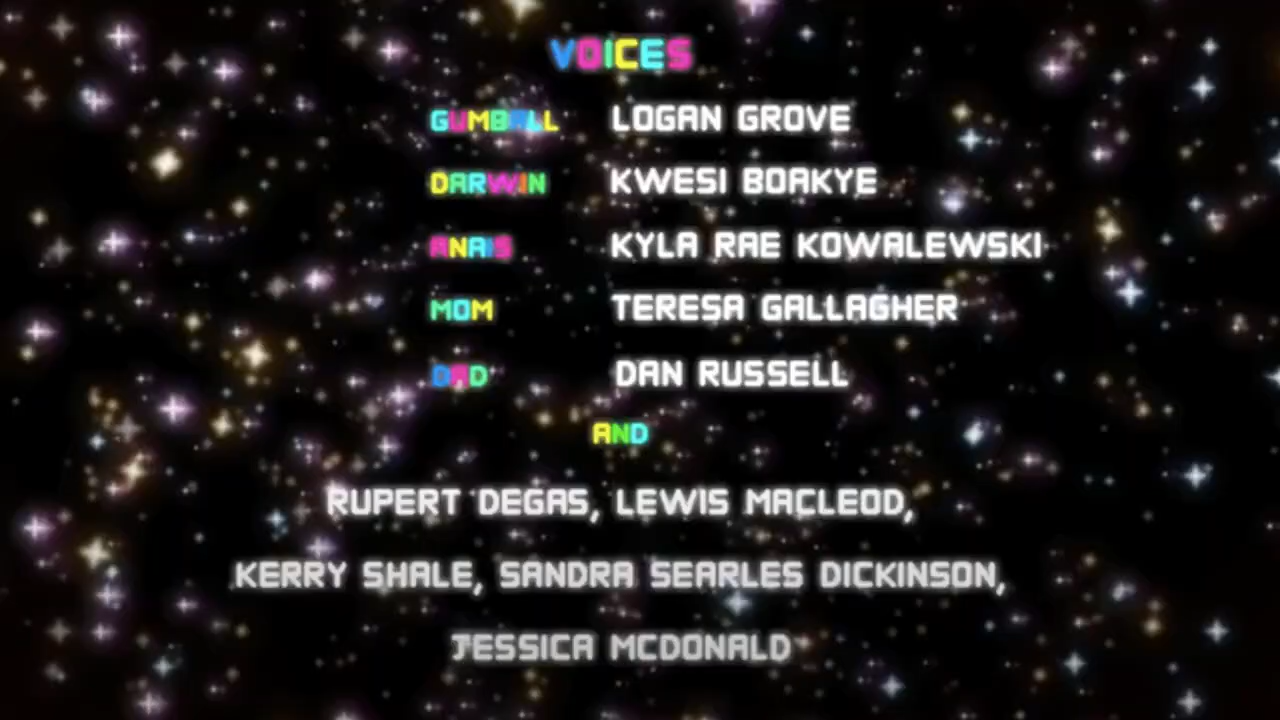 VOICES
GUMBALL LOGAN GROVE
DARWIN KWESI BOAKYE
ANAIS KYLA RAE KOWALEWSKI
MOM TERESA GALLAGHER
DAD DAN RUSSELL
AND
RUPERT DEGAS, LEWIS MACLEOD,
KERRY SHALE, SANDRA SEARLES DICKINSON,
JESSICA MCDONALD